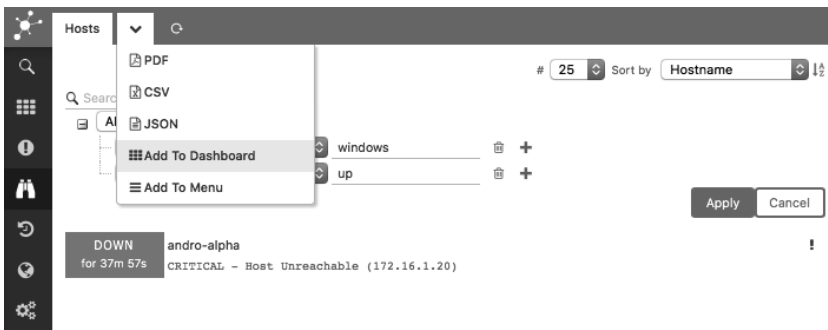 Hosts
PDF
# 25 Sort by Hostname
CSV
Searc
JSON
Add To Dashboard
windows
Add To Menu
up
Apply Cancel
DOWN
for 37m 57s
andro-alpha
!
CRITICAL - Host Unreachable (172.16.1.20)